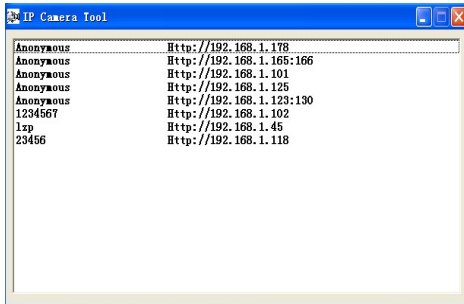 IP Camera Tool
Anonymous Http://192.168.1.178
Anonymous Http://192.168.1.165:166
Anonymous Http://192.168.1.101
Anonymous Http://192.168.1.125
Anonymous Http://192.168.1.123:130
1234567 Http://192.168.1.102
lzp Http://192.168.1.45
23456 Http://192.168.1.118